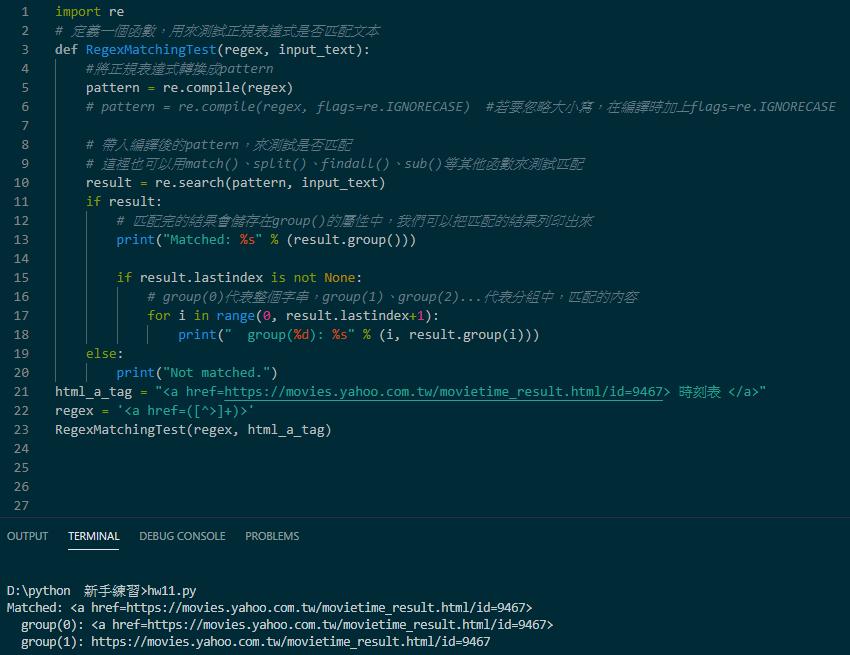 1 import re
2 # 定義一個函數，用來測試正規表達式是否匹配文本
3 def RegexMatchingTest(regex, input_text):
4 #將正規表達式轉換成pattern
5 pattern = re.compile(regex)
6 # pattern = re.compile(regex, flags=re.IGNORECASE)  #若要忽略大小寫，在編譯時加上flags=re.IGNORECASE
7
8 # 帶入編譯後的pattern，來測試是否匹配
9 # 這裡也可以用match()、split()、findall()、sub()等其他函數來測試匹配
10 result = re.search(pattern, input_text)
11 if result:
12 # 匹配完的結果會儲存在group()的屬性中，我們可以把匹配的結果列印出來
13 print("Matched: %s" % (result.group()))
14
15 if result.lastindex is not None:
16 # group(0)代表整個字串，group(1)、group(2)...代表分組中，匹配的內容
17 for i in range(0, result.lastindex+1):
18 print("  group(%d): %s" % (i, result.group(i)))
19 else:
20 print("Not matched.")
21 html_a_tag = "<a href=https://movies.yahoo.com.tw/movietime_result.html/id=9467> 時刻表 </a>"
22 regex = '<a href=([^>]+)>'
23 RegexMatchingTest(regex, html_a_tag)
24
25
26
27
OUTPUT TERMINAL DEBUG CONSOLE PROBLEMS
D:\python  新手練習>hw11.py
Matched: <a href=https://movies.yahoo.com.tw/movietime_result.html/id=9467>
group(0): <a href=https://movies.yahoo.com.tw/movietime_result.html/id=9467>
group(1): https://movies.yahoo.com.tw/movietime_result.html/id=9467